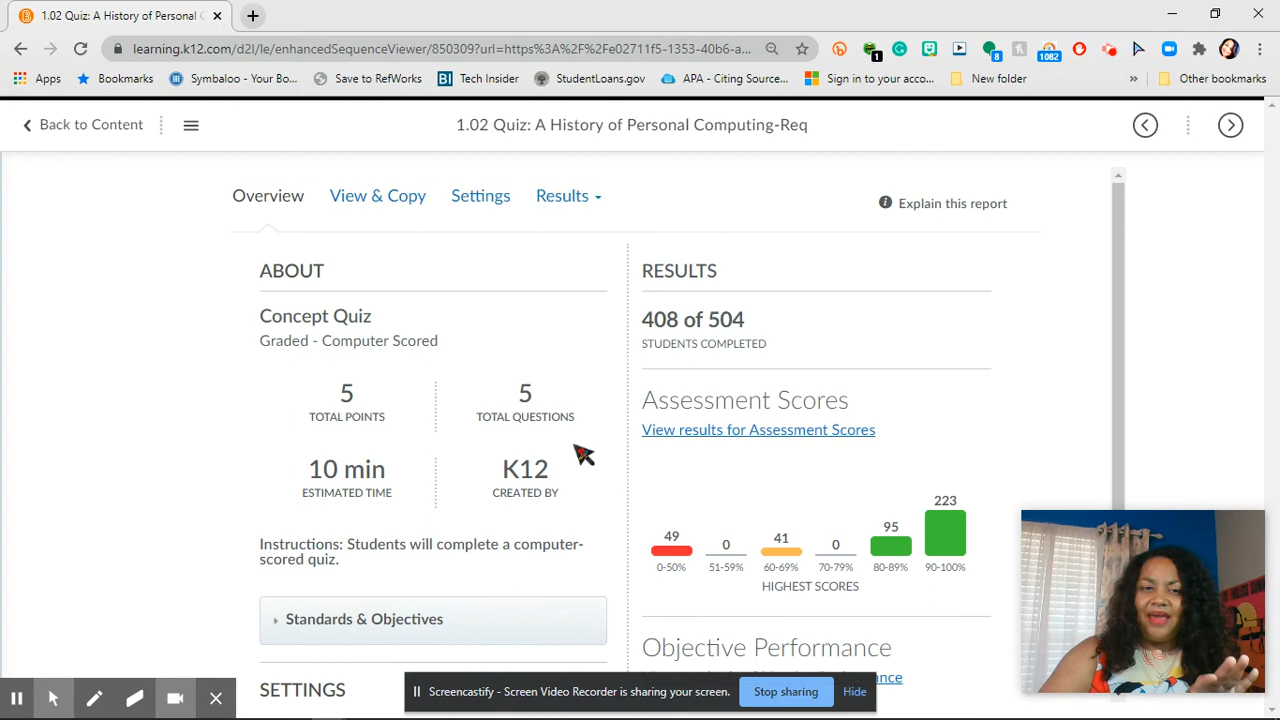 1.02 Quiz: A History of Personal C
learning.k12.com/d2l/le/enhancedSequenceViewer/850309?url=https%3A%2F%2Fe02711f5-1353-40b6-a...
1
8
1082
Apps
Bookmarks
Symbaloo - Your Bo...
Save to RefWorks
BI Tech Insider
StudentLoans.gov
APA - Citing Source...
Sign in to your acco...
New folder
»
Other bookmarks
Back to Content
1.02 Quiz: A History of Personal Computing-Req
Overview View & Copy Settings Results
Explain this report
ABOUT
Concept Quiz
Graded - Computer Scored
5
TOTAL POINTS
5
TOTAL QUESTIONS
10 min
ESTIMATED TIME
K12
CREATED BY
Instructions: Students will complete a computer-
scored quiz.
Standards & Objectives
SETTINGS
RESULTS
408 of 504
STUDENTS COMPLETED
Assessment Scores
View results for Assessment Scores
49 0 41 0 95 223
0-50% 51-59% 60-69% 70-79% 80-89% 90-100%
HIGHEST SCORES
Objective Performance
Screencastify - Screen Video Recorder is sharing your screen.
Stop sharing
Hide